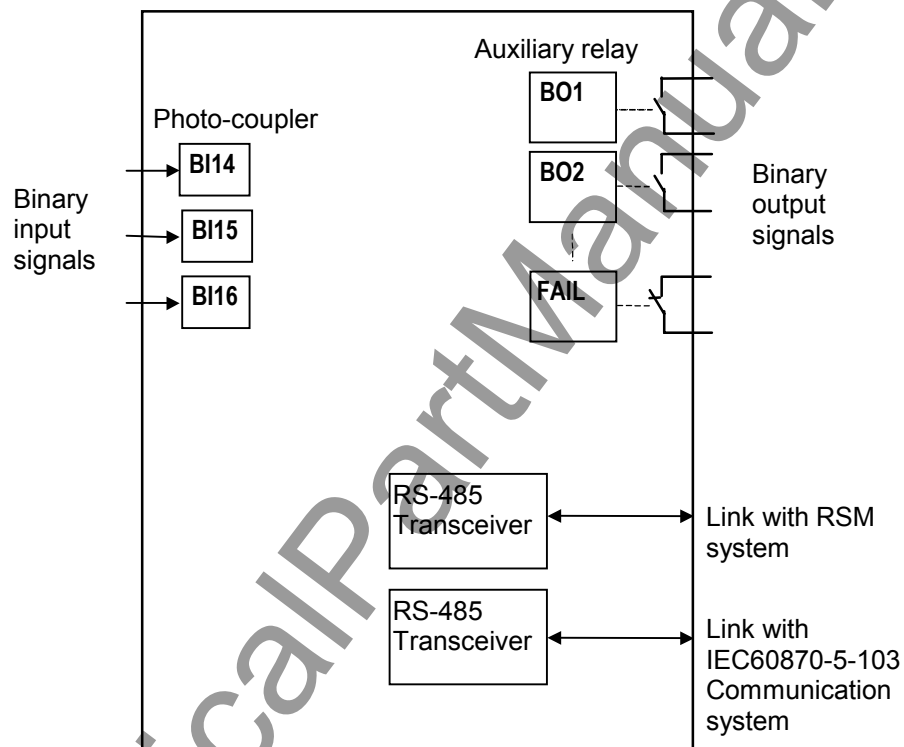 Auxiliary relay
BO1
Photo-coupler
BI14
BO2
Binary
input
signals
Binary
output
signals
BI15
BI16
FAIL
RS-485
Transceiver
Link with RSM
system
RS-485
Transceiver
Link with
IEC60870-5-103
Communication
system
icalPartManua